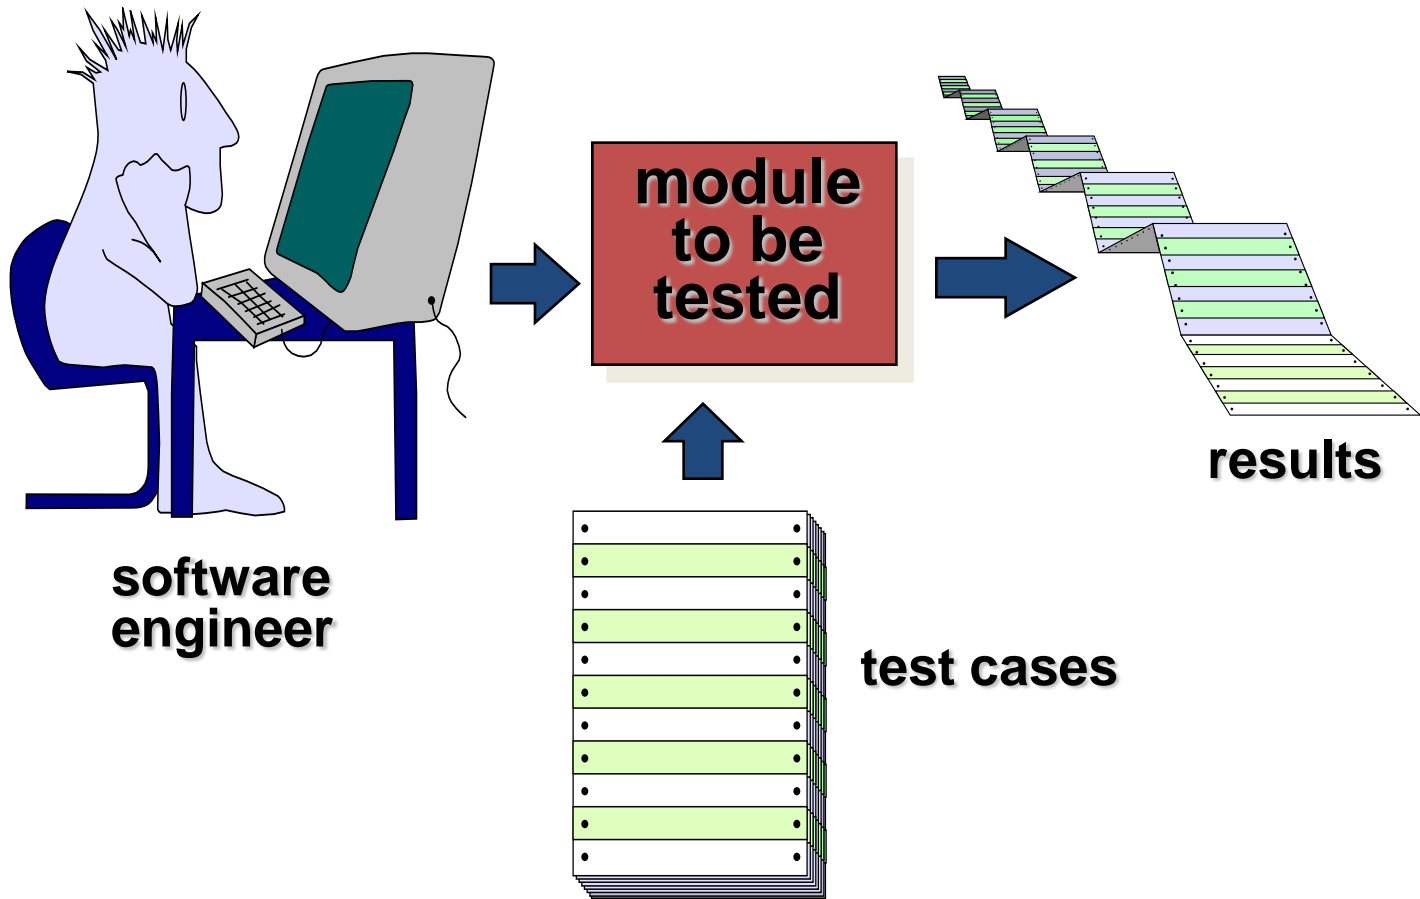 module
to be
tested
results
software
engineer
test cases